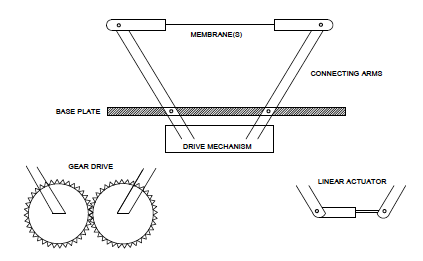 MEMBRANE(S)
CONNECTING ARMS
BASE PLATE
DRIVE MECHANISM
GEAR DRIVE
LINEAR ACTUATOR